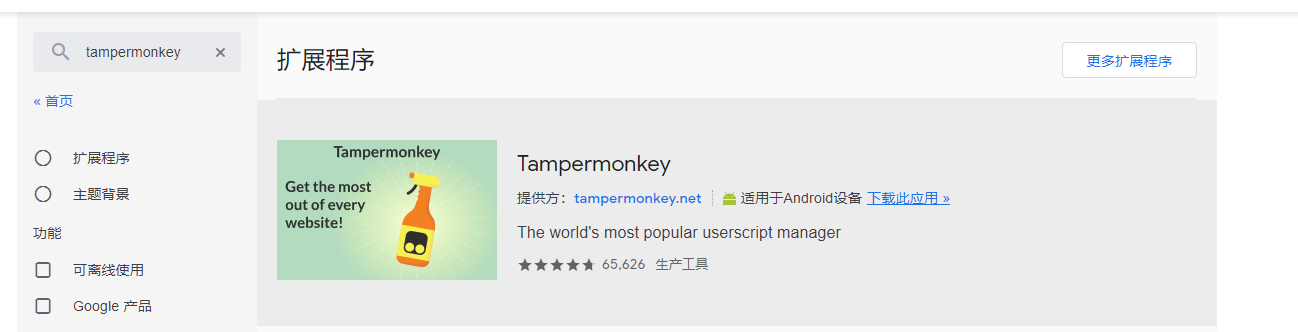 tampermonkey ×
« 首页
扩展程序
主题背景
功能
可离线使用
Google 产品
扩展程序
更多扩展程序
Tampermonkey
Get the most
out of every
website!
Tampermonkey
提供方： tampermonkey.net 适用于Android设备 下载此应用 »
The world's most popular userscript manager
65,626 生产工具